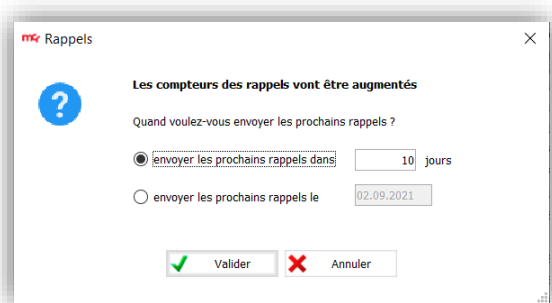 mcr Rappels
Les compteurs des rappels vont être augmentés
?
Quand voulez-vous envoyer les prochains rappels ?
envoyer les prochains rappels dans 10 jours
envoyer les prochains rappels le 02.09.2021
Valider Annuler